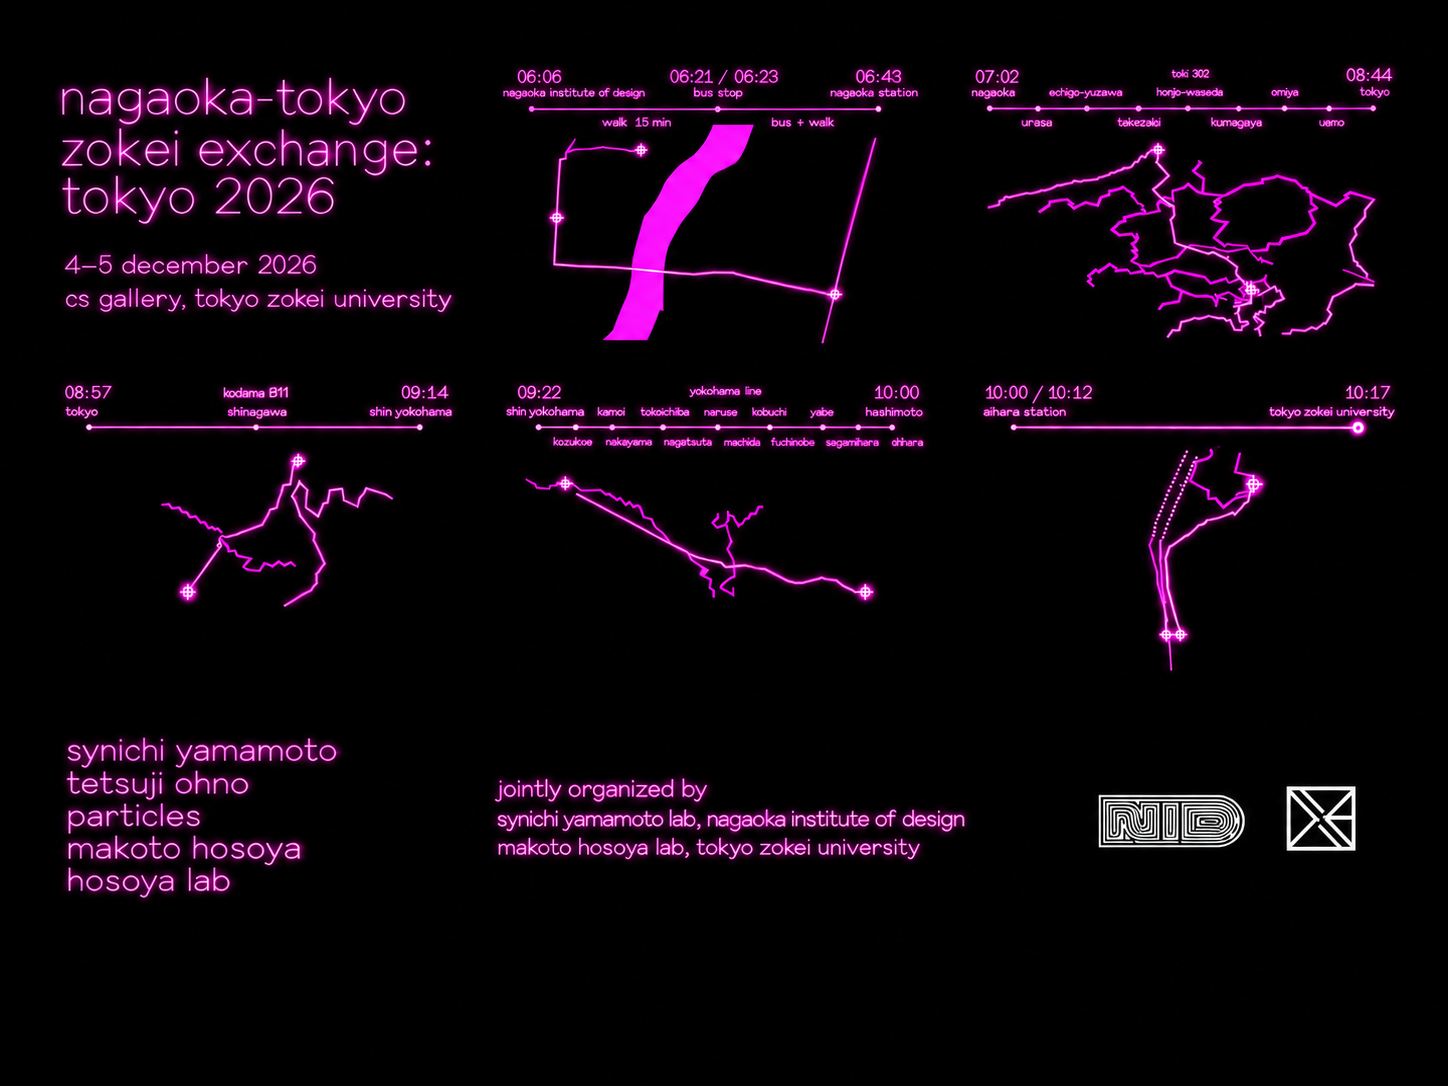 nagaoka-tokyo
zokei exchange:
tokyo 2026
4–5 december 2026
cs gallery, tokyo zokei university
06:06 06:21 / 06:23 06:43
nagaoka institute of design bus stop nagaoka station
walk 15 min bus + walk
toki 302
07:02 08:44
nagaoka echigo-yuzawa honjo-waseda omiya tokyo
urasa takezaki kumagaya uemo
08:57 kodama B11 09:14
tokyo shinagawa shin yokohama
yokohama line
09:22 10:00
shin yokohama kamoi tokaichiba naruse kobuchi yabe hashimoto
kozukoe nakayama nagatsuta machida fuchinobe sagamihara ohhara
10:00 / 10:12 10:17
aihara station tokyo zokei university
synichi yamamoto
tetsuji ohno
particles
makoto hosoya
hosoya lab
jointly organized by
synichi yamamoto lab, nagaoka institute of design
makoto hosoya lab, tokyo zokei university
NID